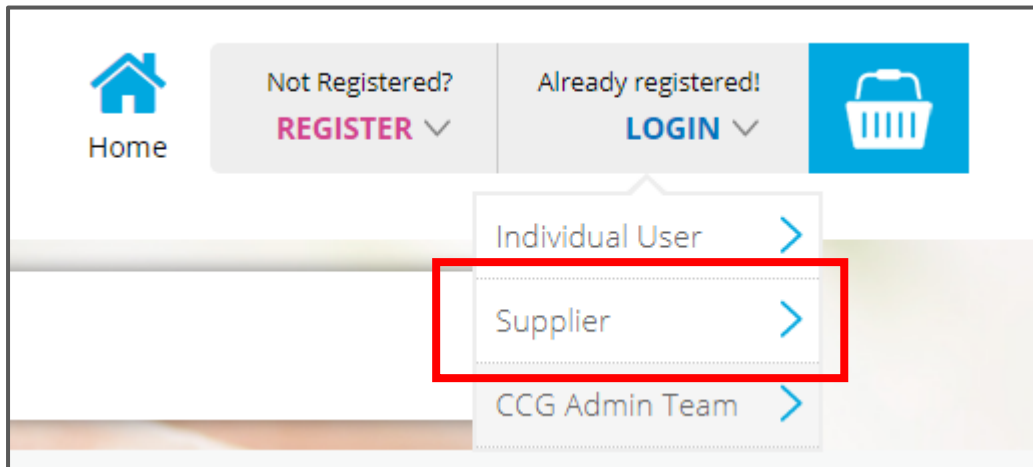 Home
Not Registered?
REGISTER
Already registered!
LOGIN
Individual User
Supplier
CCG Admin Team